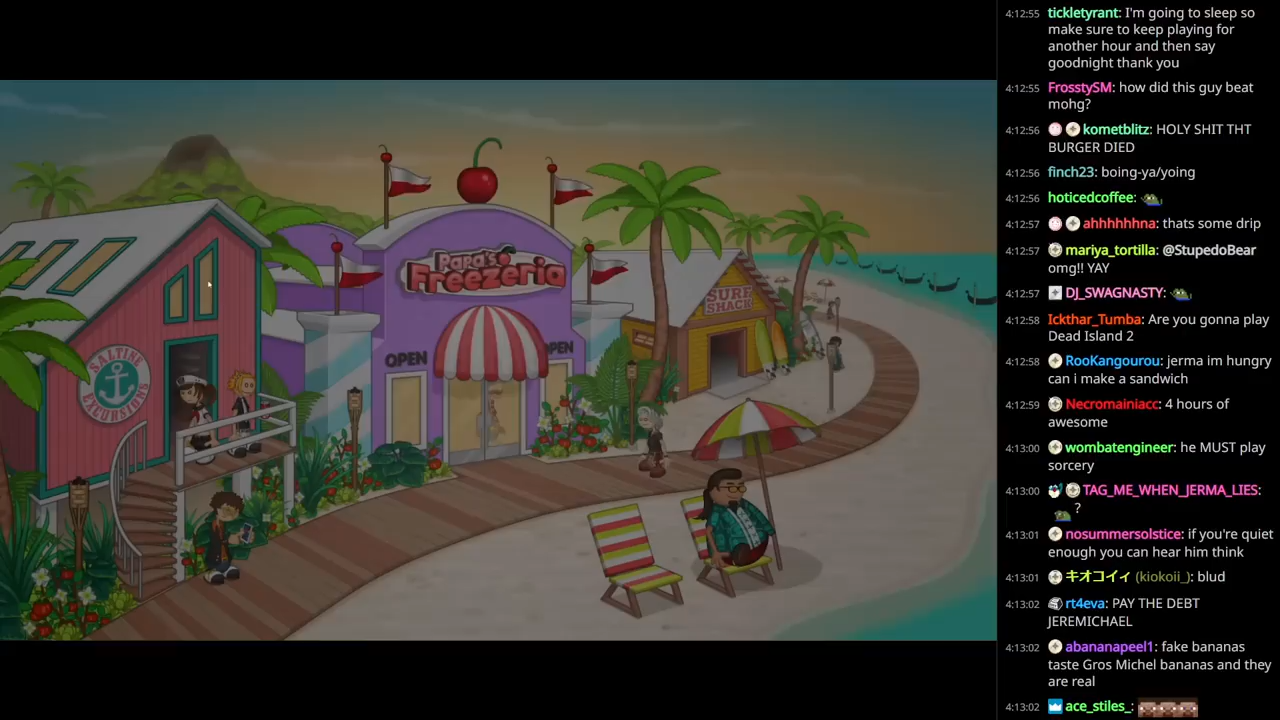 Papa's
Freezeria
OPEN
OPEN
SURF
SHACK
SALTINE
EXCURSIONS
4:12:55 tickletyrant: I'm going to sleep so
make sure to keep playing for
another hour and then say
goodnight thank you
4:12:55 FrosstySM: how did this guy beat
mohg?
4:12:56 kometblitz: HOLY SHIT THT
BURGER DIED
4:12:56 finch23: boing-ya/yoing
4:12:56 hoticedcoffee:
4:12:57 ahhhhhhna: thats some drip
4:12:57 mariya_tortilla: @StupedoBear
omg!! YAY
4:12:57 DJ_SWAGNASTY:
4:12:58 Ickthar_Tumba: Are you gonna play
Dead Island 2
4:12:58 RooKangourou: jerma im hungry
can i make a sandwich
4:12:59 Necromainiacc: 4 hours of
awesome
4:13:00 wombatengineer: he MUST play
sorcery
4:13:00 TAG_ME_WHEN_JERMA_LIES:
?
4:13:01 nosummersolstice: if you're quiet
enough you can hear him think
4:13:01 キオコイィ (kiokoii_): blud
4:13:02 rt4eva: PAY THE DEBT
JEREMICHAEL
4:13:02 abananapeel1: fake bananas
taste Gros Michel bananas and they
are real
4:13:02 ace_stiles_: